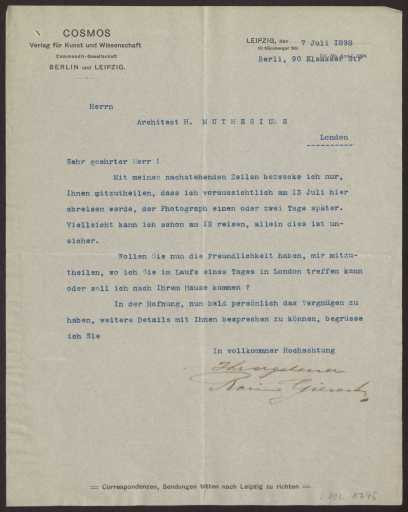 COSMOS
Verlag für Kunst und Wissenschaft
Commandit-Gesellschaft
BERLIN und LEIPZIG.
LEIPZIG, den 7 Juli 1898
Berli, 90 Elsasser Str
Herrn
Architect H. MUTHESIUS
London
Sehr geehrter Herr !
Mit meinen nachstehenden Zeilen bezwecke ich nur,
Ihnen mitzutheilen, dass ich voraussichtlich am 13 Juli hier
abreisen werde, der Photograph einen oder zwei Tage später.
Vielleicht kann ich schon am 12 reisen, allein dies ist un-
sicher.
Wollen Sie nun die Freundlichkeit haben, mir mitzu-
theilen, wo ich Sie im Laufe eines Tages in London treffen kann
oder soll ich nach Ihrem Hause kommen ?
In der Hoffnung, nun bald persönlich das Vergnügen zu
haben, weitere Details mit Ihnen besprechen zu können, begrüsse
ich Sie
In vollkommner Hochachtung
Ihr ergebener
Correspondenzen, Sendungen bitten nach Leipzig zu richten